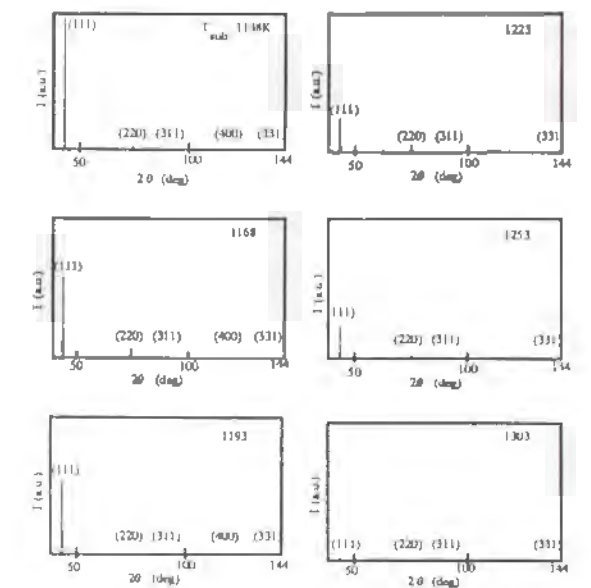 (111) T sub 1148K
I (a.u.)
(220) (311) (400) (331)
50 100 144
2θ (deg)
1223
I (a.u.)
(111)
(220) (311) (331)
50 100 144
2θ (deg)
1168
I (a.u.)
(111)
(220) (311) (400) (331)
50 100 144
2θ (deg)
1253
I (a.u.)
111)
(220) (311) (331)
50 100 144
2θ (deg)
1193
I (a.u.)
(111)
(220) (311) (400) (331)
50 100 144
2θ (deg)
1303
I (a.u.)
(111) (220) (311) (331)
50 100 144
2θ (deg)